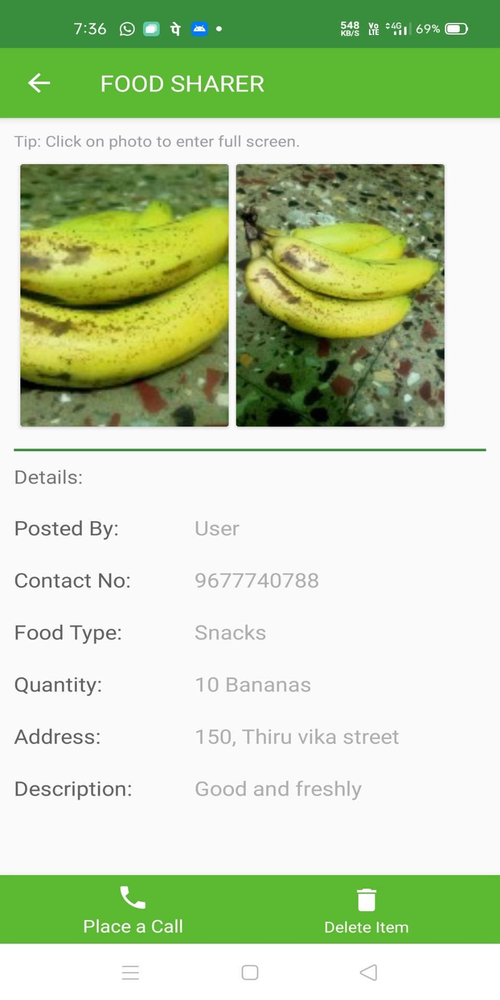 7:36 पे 548 KB/S Vo LTE 4G 69%
FOOD SHARER
Tip: Click on photo to enter full screen.
Details:
Posted By: User
Contact No: 9677740788
Food Type: Snacks
Quantity: 10 Bananas
Address: 150, Thiru vika street
Description: Good and freshly
Place a Call Delete Item